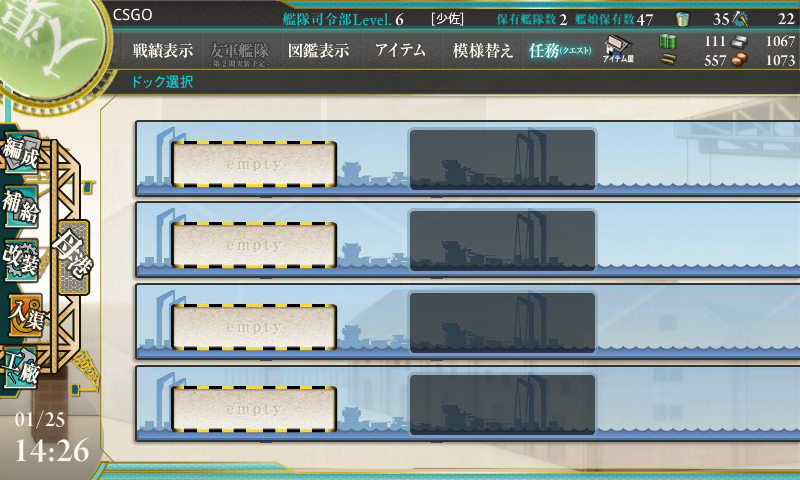 CSGO
艦隊司令部Level. 6 [少佐] 保有艦隊数 2 艦娘保有数 47 35 22
戦績表示 友軍艦隊 図鑑表示 アイテム 模様替え 任務(クエスト) アイテム屋 111 1067
第2期実装予定 557 1073
ドック選択
編成
補給
改装
入渠
工廠
母港
empty
empty
empty
empty
01/25
14:26